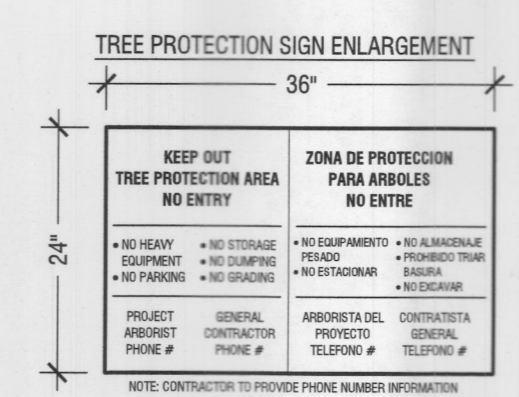 TREE PROTECTION SIGN ENLARGEMENT
36"
24"
KEEP OUT
TREE PROTECTION AREA
NO ENTRY
• NO HEAVY
EQUIPMENT
• NO PARKING
• NO STORAGE
• NO DUMPING
• NO GRADING
PROJECT
ARBORIST
PHONE #
GENERAL
CONTRACTOR
PHONE #
ZONA DE PROTECCION
PARA ARBOLES
NO ENTRE
• NO EQUIPAMIENTO
PESADO
• NO ESTACIONAR
• NO ALMACENAJE
• PROHIBIDO TRIAR
BASURA
• NO EXCAVAR
ARBORISTA DEL
PROYECTO
TELEFONO #
CONTRATISTA
GENERAL
TELEFONO #
NOTE: CONTRACTOR TO PROVIDE PHONE NUMBER INFORMATION